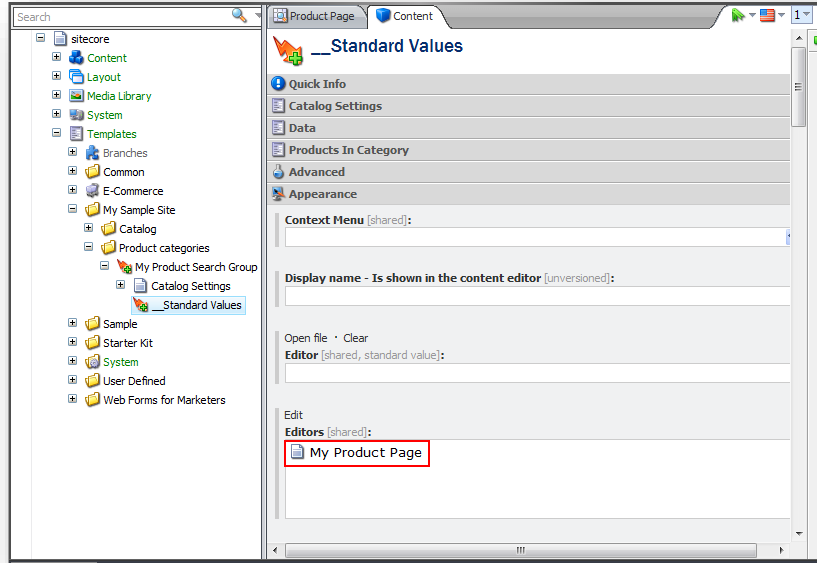 Search
sitecore
Content
Layout
Media Library
System
Templates
Branches
Common
E-Commerce
My Sample Site
Catalog
Product categories
My Product Search Group
Catalog Settings
__Standard Values
Sample
Starter Kit
System
User Defined
Web Forms for Marketers
Product Page
Content
1
__Standard Values
Quick Info
Catalog Settings
Data
Products In Category
Advanced
Appearance
Context Menu [shared]:
Display name - Is shown in the content editor [unversioned]:
Open file · Clear
Editor [shared, standard value]:
Edit
Editors [shared]:
My Product Page